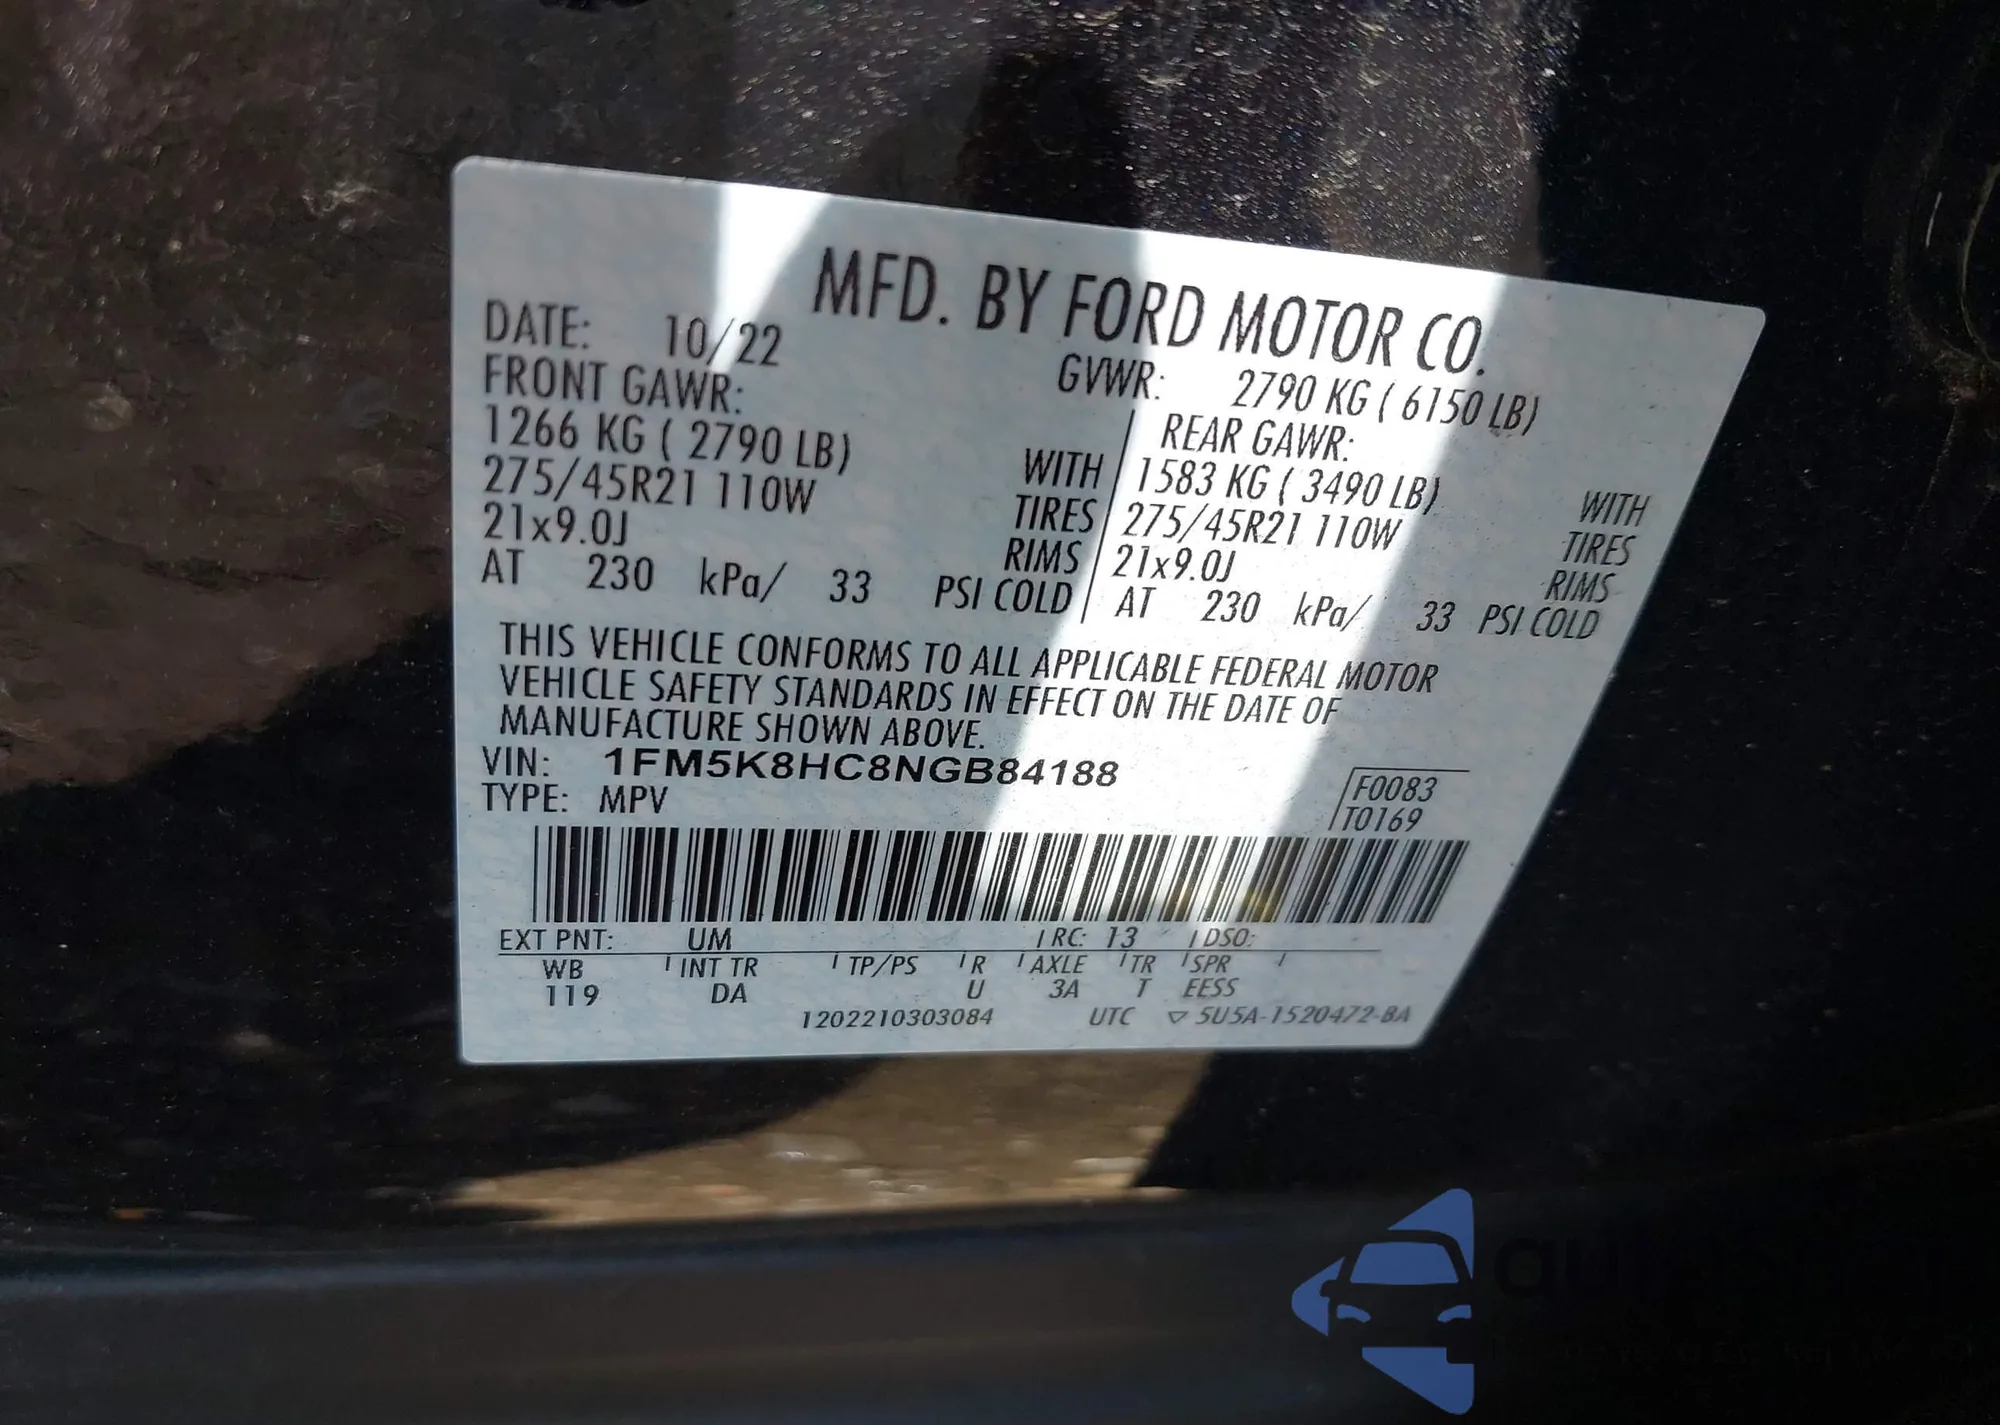 MFD. BY FORD MOTOR CO.
DATE: 10/22 GVWR: 2790 KG ( 6150 LB)
FRONT GAWR: REAR GAWR:
1266 KG ( 2790 LB) WITH 1583 KG ( 3490 LB) WITH
275/45R21 110W TIRES 275/45R21 110W TIRES
21x9.0J RIMS 21x9.0J RIMS
AT 230 kPa/ 33 PSI COLD AT 230 kPa/ 33 PSI COLD
THIS VEHICLE CONFORMS TO ALL APPLICABLE FEDERAL MOTOR
VEHICLE SAFETY STANDARDS IN EFFECT ON THE DATE OF
MANUFACTURE SHOWN ABOVE.
VIN: 1FM5K8HC8NGB84188
TYPE: MPV
F0083
T0169
EXT PNT: UM RC: 13 DSO:
WB INT TR TP/PS R AXLE TR SPR
119 DA U 3A T EESS
1202210303084 UTC ▽ 5U5A-1520472-BA